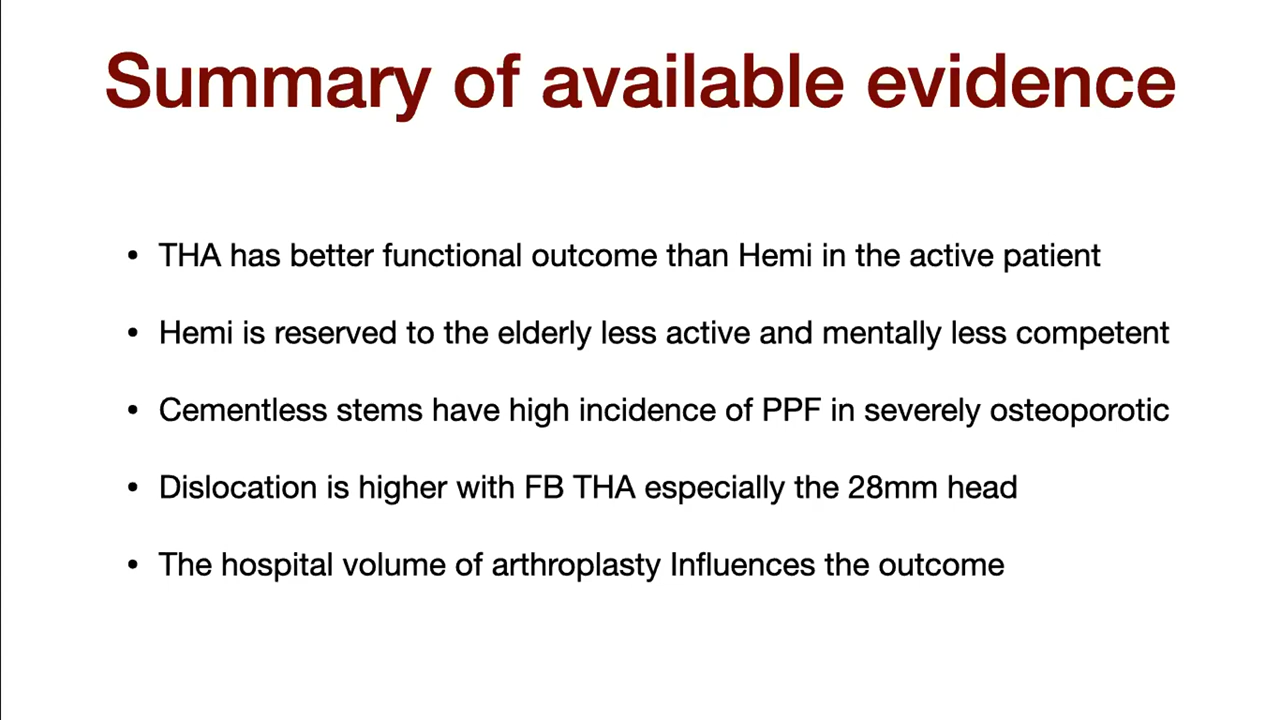 Summary of available evidence
• THA has better functional outcome than Hemi in the active patient
• Hemi is reserved to the elderly less active and mentally less competent
• Cementless stems have high incidence of PPF in severely osteoporotic
• Dislocation is higher with FB THA especially the 28mm head
• The hospital volume of arthroplasty Influences the outcome